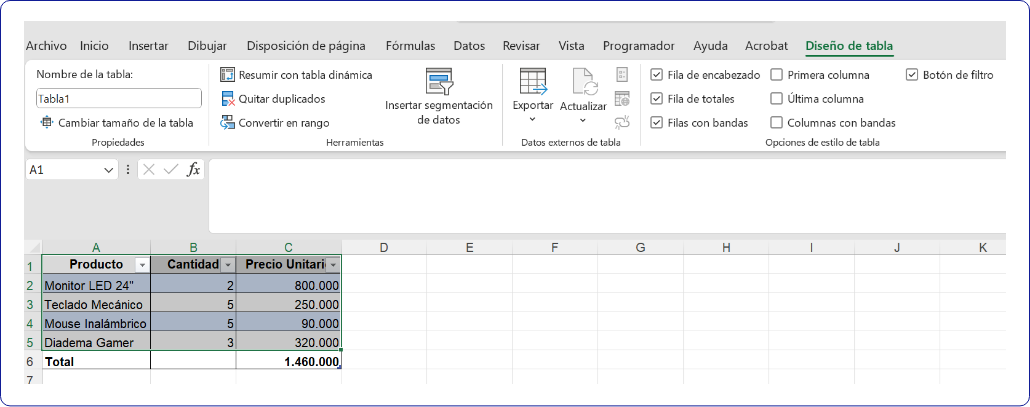 Archivo Inicio Insertar Dibujar Disposición de página Fórmulas Datos Revisar Vista Programador Ayuda Acrobat Diseño de tabla
Nombre de la tabla:
Tabla1
Cambiar tamaño de la tabla
Propiedades
Resumir con tabla dinámica
Quitar duplicados
Convertir en rango
Insertar segmentación
de datos
Herramientas
Exportar Actualizar
Datos externos de tabla
Fila de encabezado Primera columna Botón de filtro
Fila de totales Última columna
Filas con bandas Columnas con bandas
Opciones de estilo de tabla
A1 fx
A B C D E F G H I J K
1 Producto Cantidad Precio Unitari
2 Monitor LED 24" 2 800.000
3 Teclado Mecánico 5 250.000
4 Mouse Inalámbrico 5 90.000
5 Diadema Gamer 3 320.000
6 Total 1.460.000
7